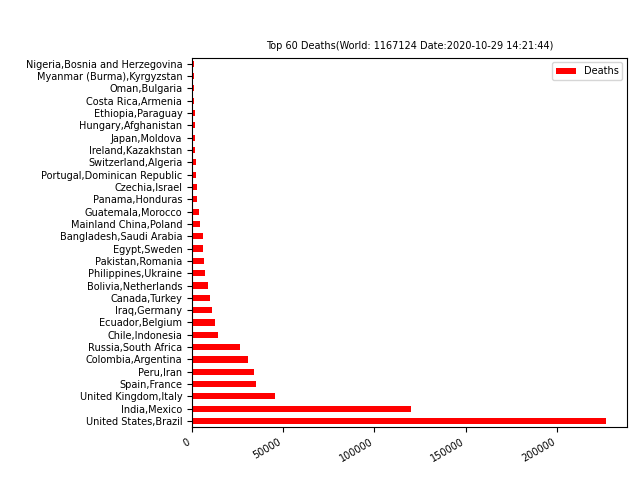 Top 60 Deaths(World: 1167124 Date:2020-10-29 14:21:44)
Deaths
Nigeria,Bosnia and Herzegovina
Myanmar (Burma),Kyrgyzstan
Oman,Bulgaria
Costa Rica,Armenia
Ethiopia,Paraguay
Hungary,Afghanistan
Japan,Moldova
Ireland,Kazakhstan
Switzerland,Algeria
Portugal,Dominican Republic
Czechia,Israel
Panama,Honduras
Guatemala,Morocco
Mainland China,Poland
Bangladesh,Saudi Arabia
Egypt,Sweden
Pakistan,Romania
Philippines,Ukraine
Bolivia,Netherlands
Canada,Turkey
Iraq,Germany
Ecuador,Belgium
Chile,Indonesia
Russia,South Africa
Colombia,Argentina
Peru,Iran
Spain,France
United Kingdom,Italy
India,Mexico
United States,Brazil
0 50000 100000 150000 200000